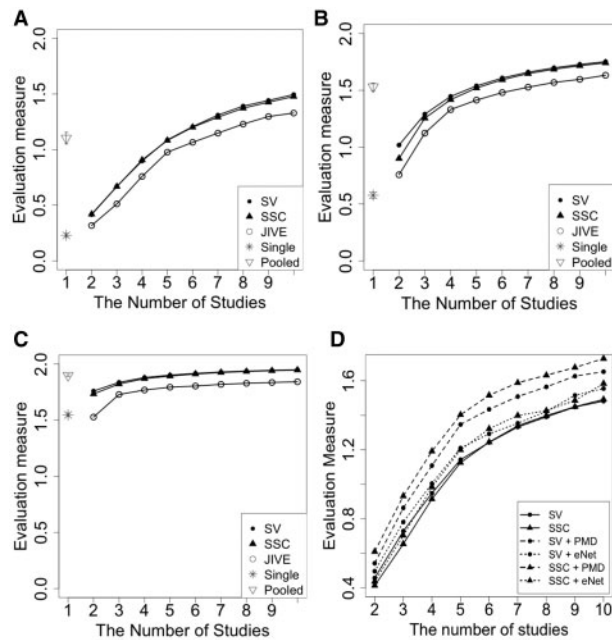 A
Evaluation measure
2.0
1.5
1.0
0.5
0.0
SV
SSC
JIVE
Single
Pooled
1 2 3 4 5 6 7 8 9
The Number of Studies
B
Evaluation measure
2.0
1.5
1.0
0.5
0.0
SV
SSC
JIVE
Single
Pooled
1 2 3 4 5 6 7 8 9 10
The Number of Studies
C
Evaluation measure
2.0
1.5
1.0
0.5
0.0
SV
SSC
JIVE
Single
Pooled
1 2 3 4 5 6 7 8 9
The Number of Studies
D
Evaluation Measure
1.6
1.2
0.8
0.4
SV
SSC
SV + PMD
SV + eNet
SSC + PMD
SSC + eNet
2 3 4 5 6 7 8 9 10
The number of studies